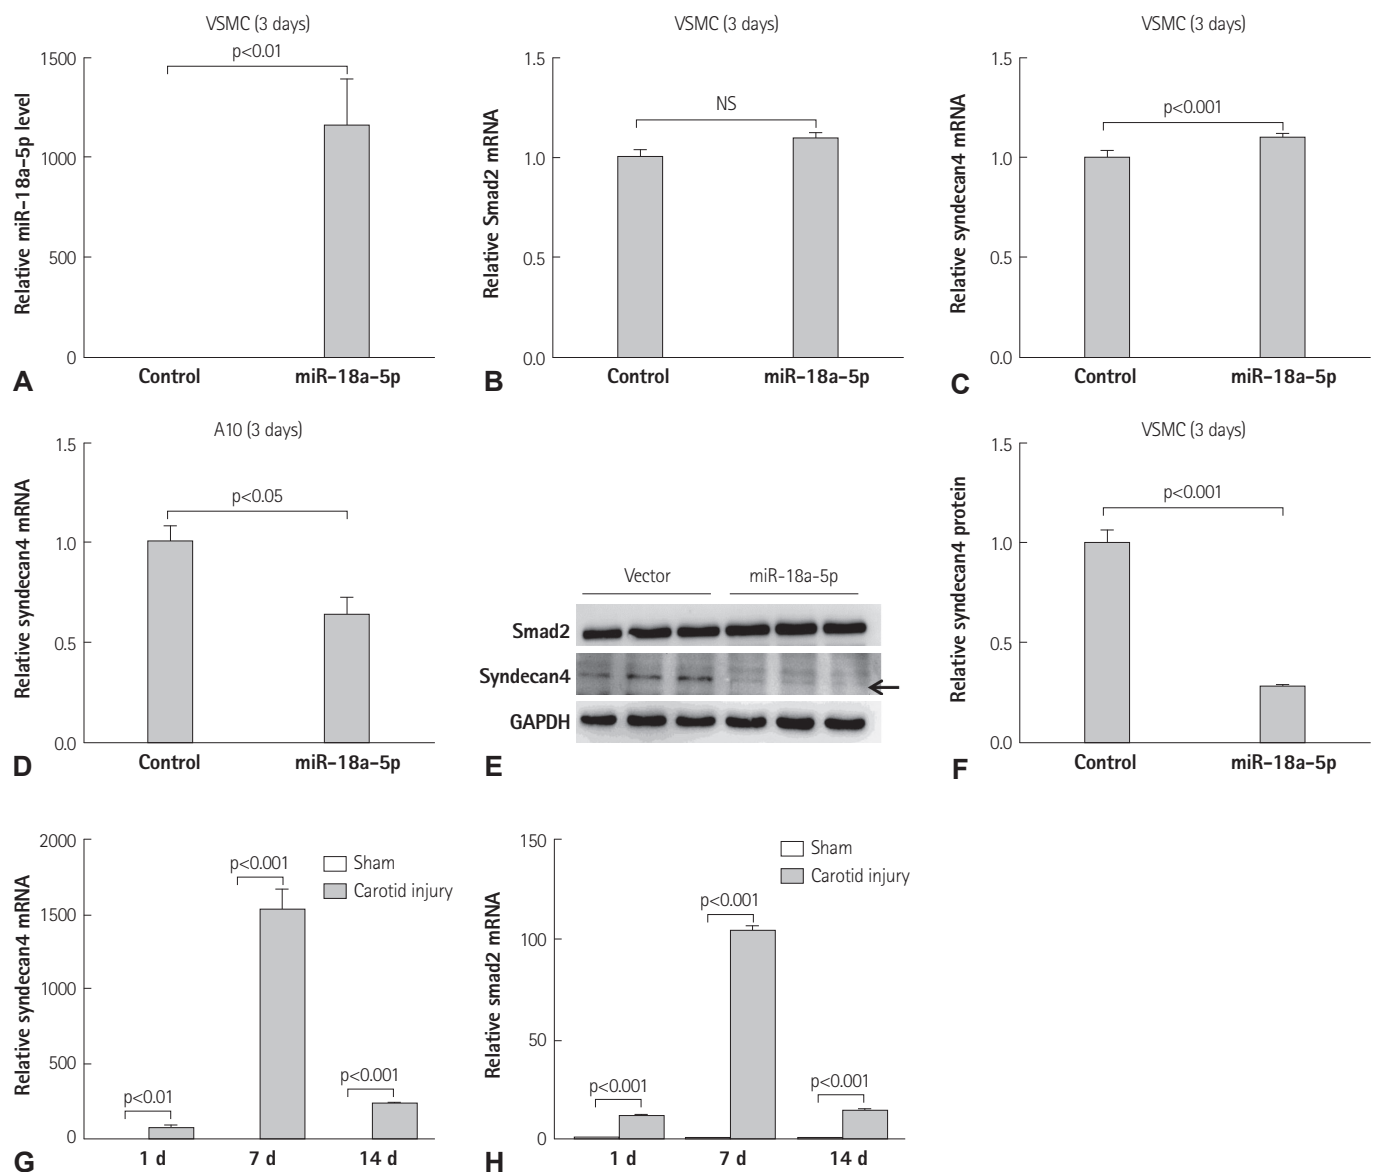 VSMC (3 days)
1500
1000
500
0
Relative miR-18a-5p level
p<0.01
Control
miR-18a-5p
A
VSMC (3 days)
1.5
1.0
0.5
0.0
Relative Smad2 mRNA
NS
Control
miR-18a-5p
B
VSMC (3 days)
1.5
1.0
0.5
0.0
Relative syndecan4 mRNA
p<0.001
Control
miR-18a-5p
C
A10 (3 days)
1.5
1.0
0.5
0.0
Relative syndecan4 mRNA
p<0.05
Control
miR-18a-5p
D
Vector
miR-18a-5p
Smad2
Syndecan4
GAPDH
E
VSMC (3 days)
1.5
1.0
0.5
0.0
Relative syndecan4 protein
p<0.001
Control
miR-18a-5p
F
2000
1500
1000
500
0
Relative syndecan4 mRNA
Sham
Carotid injury
p<0.01
p<0.001
p<0.001
1 d
7 d
14 d
G
150
100
50
0
Relative smad2 mRNA
Sham
Carotid injury
p<0.001
p<0.001
p<0.001
1 d
7 d
14 d
H